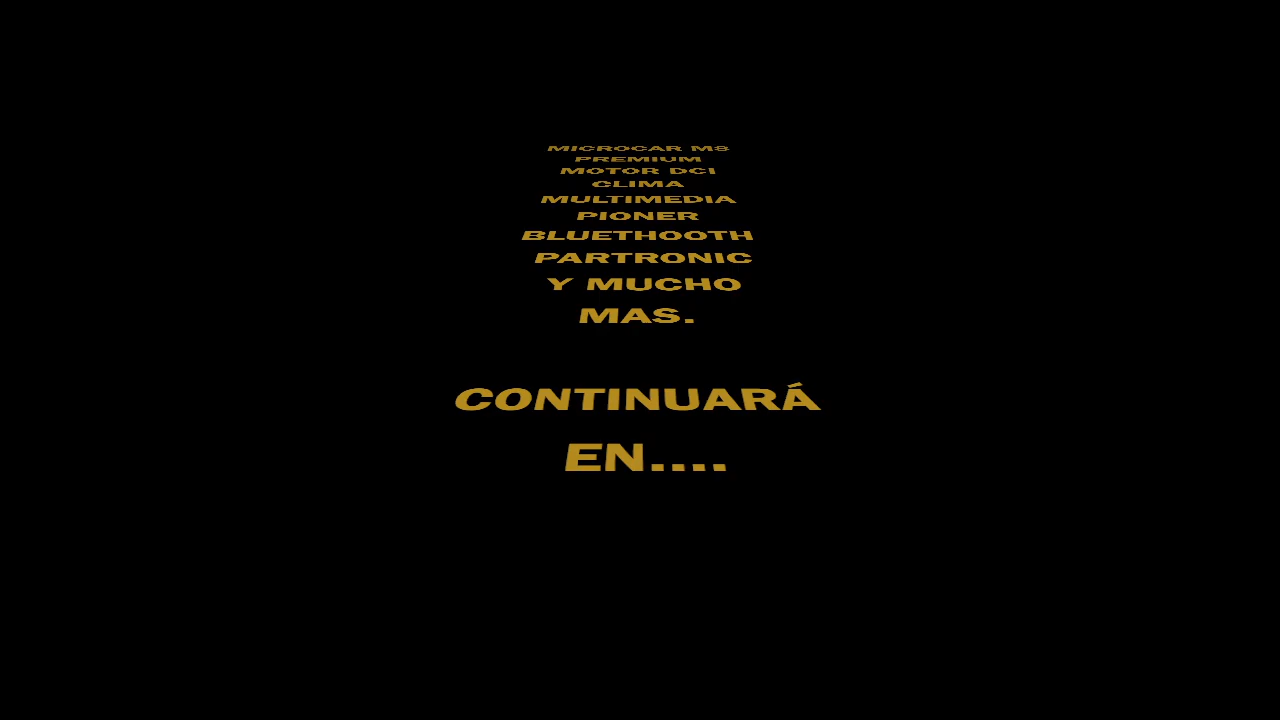 MICROCAR M8
PREMIUM
MOTOR DCI
CLIMA
MULTIMEDIA
PIONER
BLUETHOOTH
PARTRONIC
Y MUCHO
MAS.
CONTINUARÁ
EN....